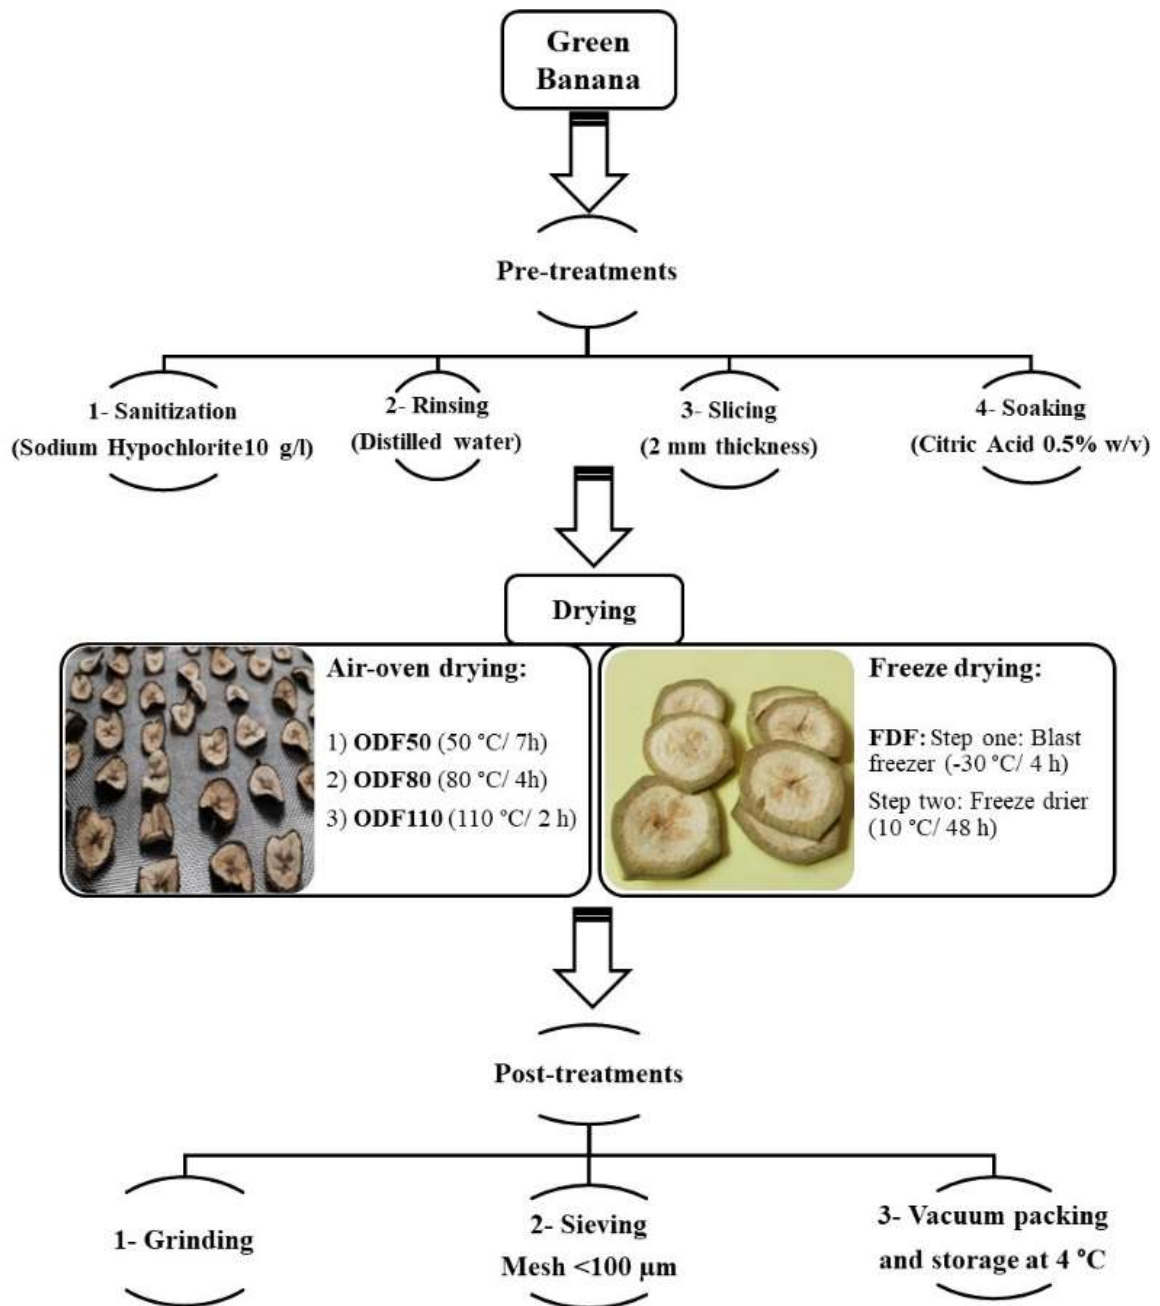 Green
Banana
Pre-treatments
1- Sanitization
(Sodium Hypochlorite10 g/l)
2- Rinsing
(Distilled water)
3- Slicing
(2 mm thickness)
4- Soaking
(Citric Acid 0.5% w/v)
Drying
Air-oven drying:
1) ODF50 (50 °C/ 7h)
2) ODF80 (80 °C/ 4h)
3) ODF110 (110 °C/ 2 h)
Freeze drying:
FDF: Step one: Blast
freezer (-30 °C/ 4 h)
Step two: Freeze drier
(10 °C/ 48 h)
Post-treatments
1- Grinding
2- Sieving
Mesh <100 µm
3- Vacuum packing
and storage at 4 °C